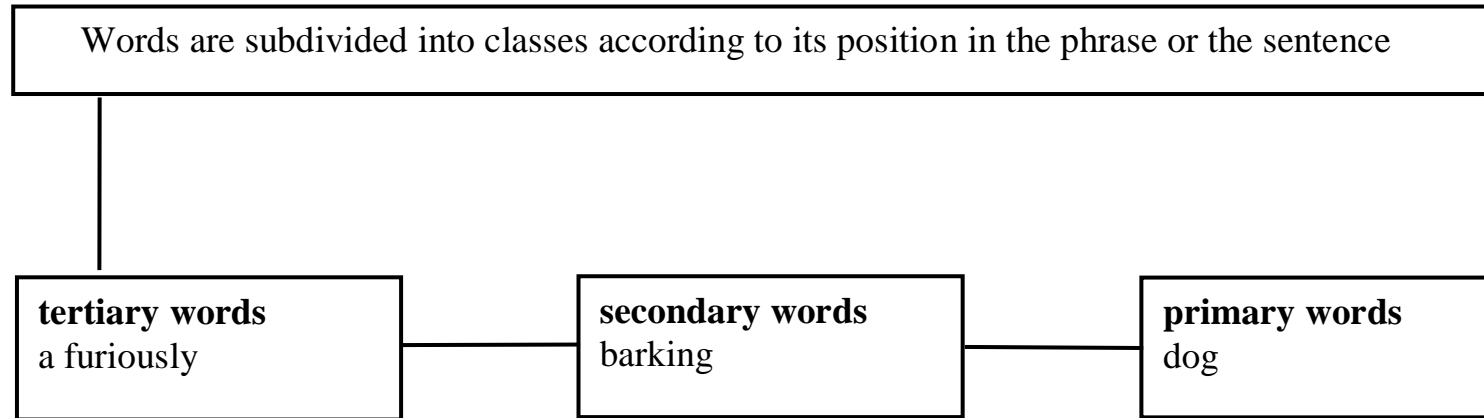 Words are subdivided into classes according to its position in the phrase or the sentence
tertiary words
a furiously
secondary words
barking
primary words
dog